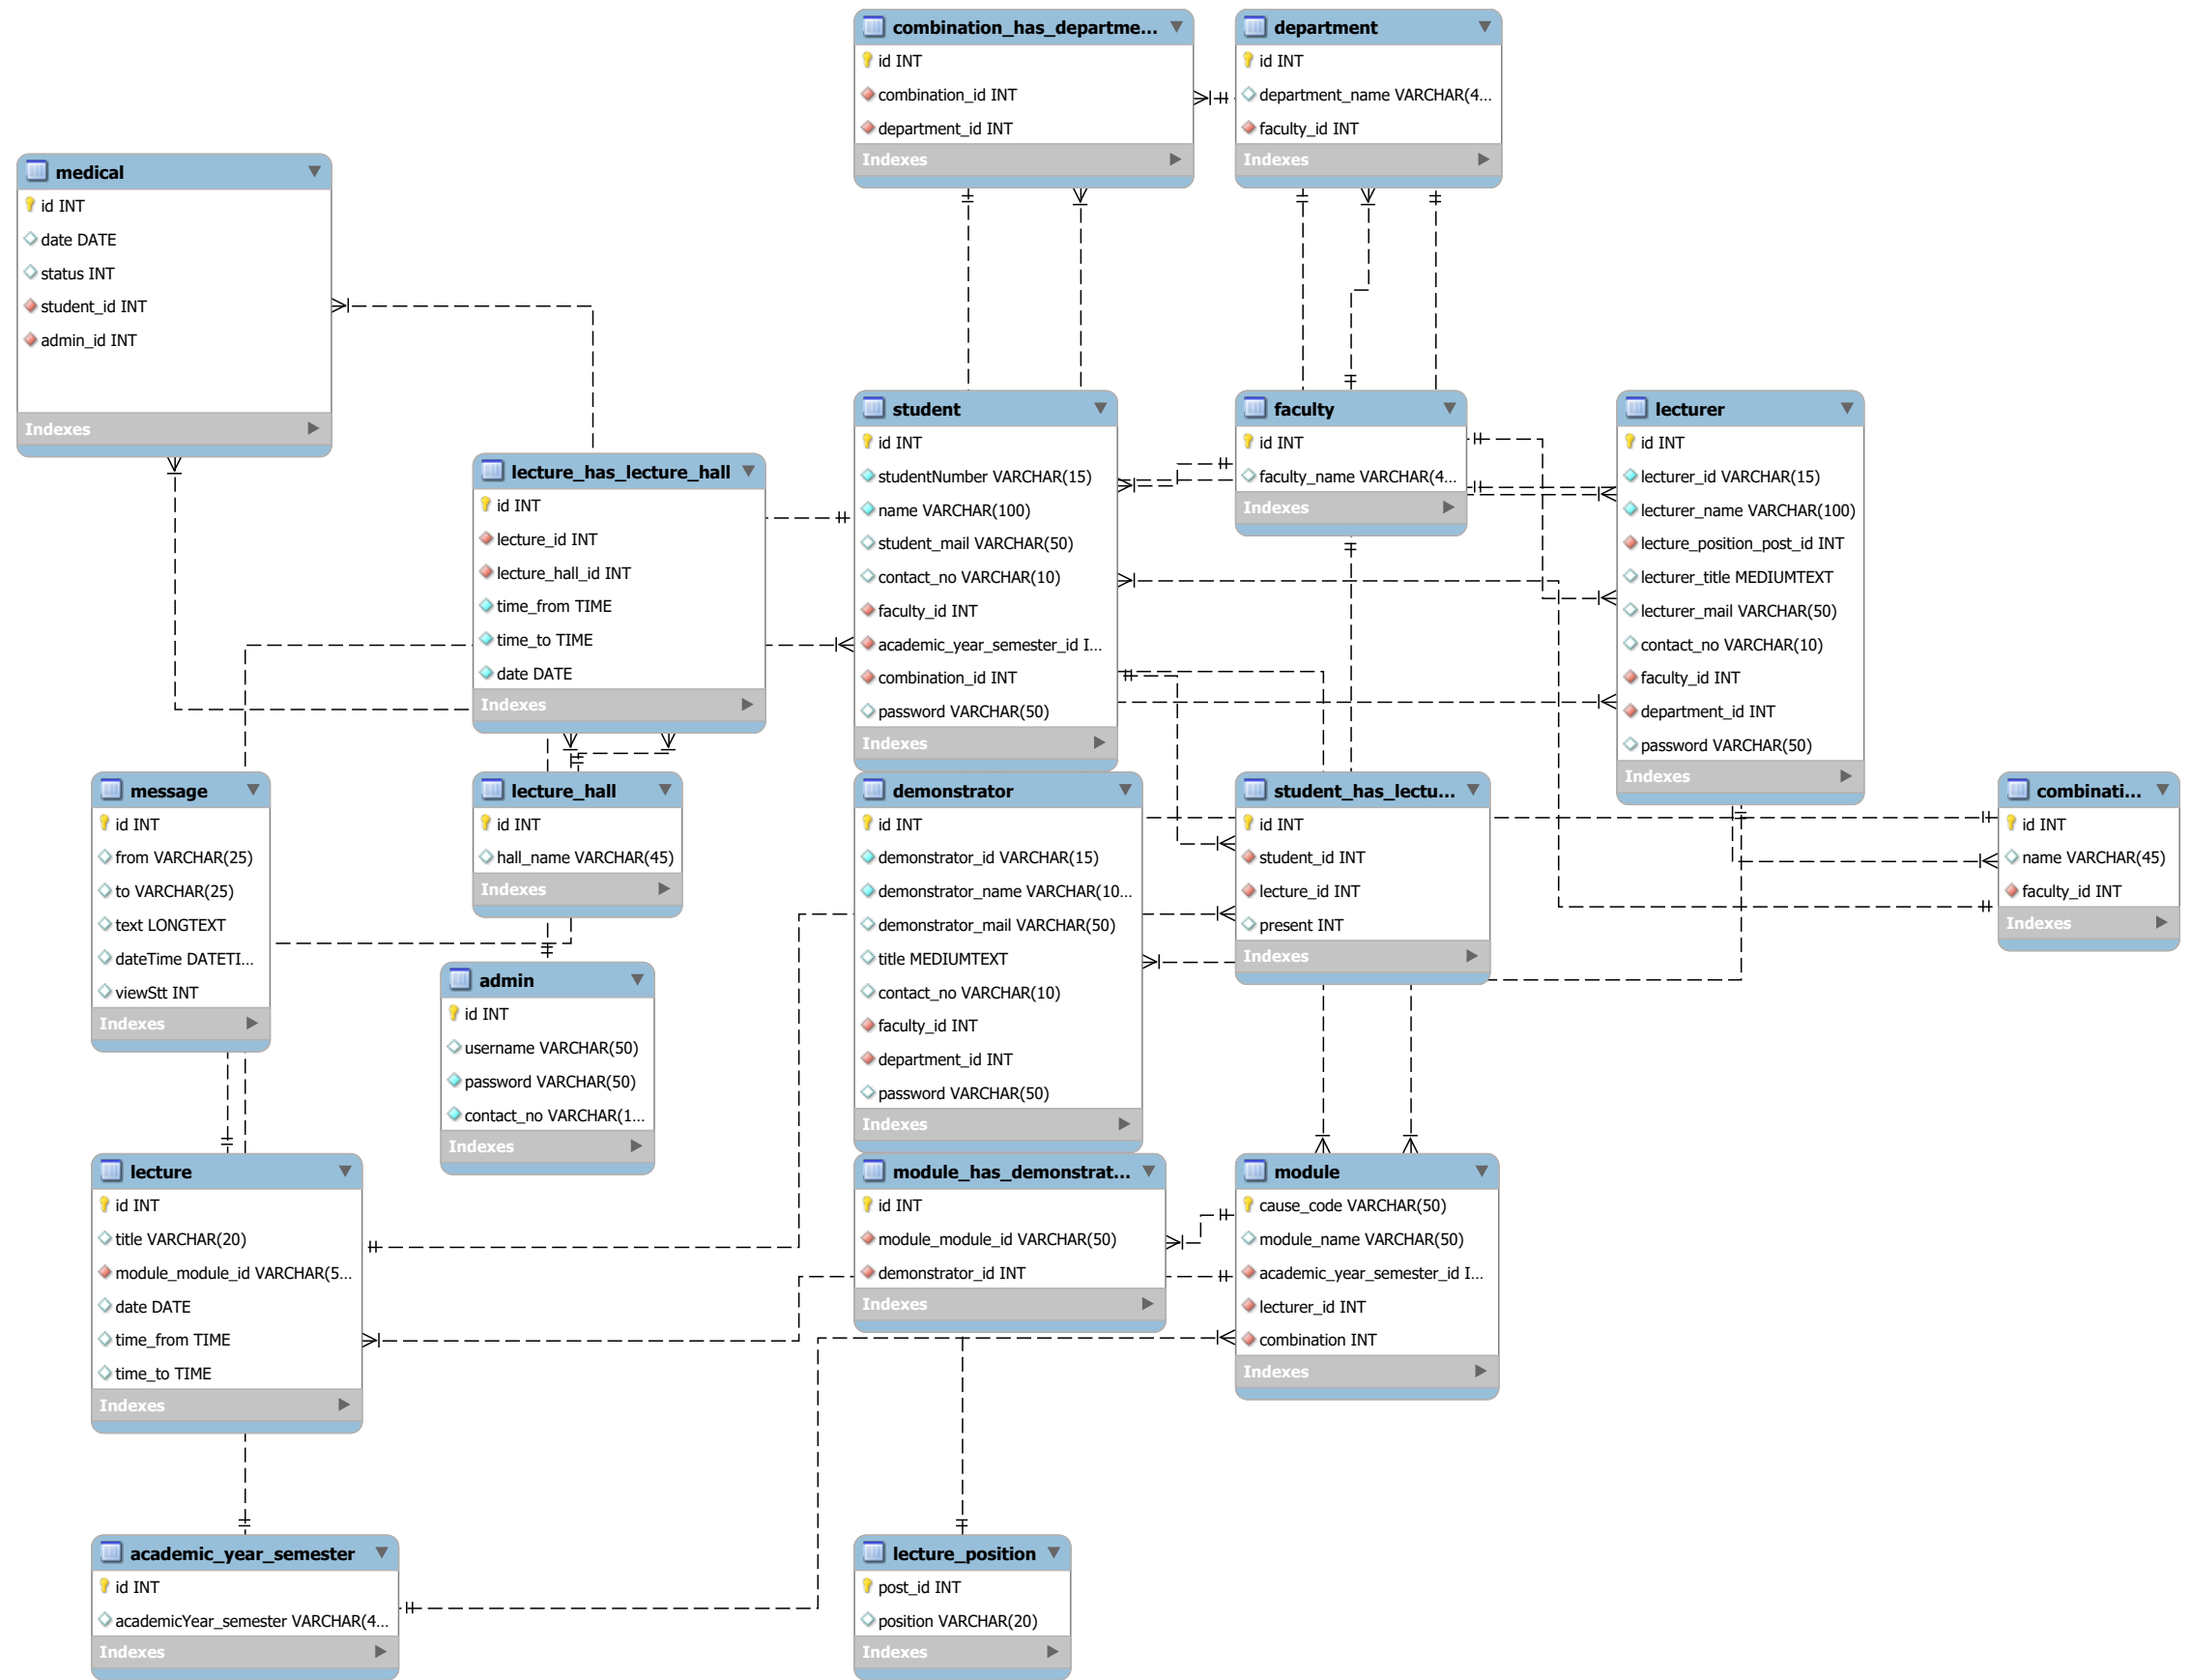 combination_has_departme...
id INT
combination_id INT
department_id INT
Indexes
department
id INT
department_name VARCHAR(4...
faculty_id INT
Indexes
medical
id INT
date DATE
status INT
student_id INT
admin_id INT
Indexes
lecture_has_lecture_hall
id INT
lecture_id INT
lecture_hall_id INT
time_from TIME
time_to TIME
date DATE
Indexes
student
id INT
studentNumber VARCHAR(15)
name VARCHAR(100)
student_mail VARCHAR(50)
contact_no VARCHAR(10)
faculty_id INT
academic_year_semester_id I...
combination_id INT
password VARCHAR(50)
Indexes
faculty
id INT
faculty_name VARCHAR(4...
Indexes
lecturer
id INT
lecturer_id VARCHAR(15)
lecturer_name VARCHAR(100)
lecture_position_post_id INT
lecturer_title MEDIUMTEXT
lecturer_mail VARCHAR(50)
contact_no VARCHAR(10)
faculty_id INT
department_id INT
password VARCHAR(50)
Indexes
message
id INT
from VARCHAR(25)
to VARCHAR(25)
text LONGTEXT
dateTime DATETI...
viewStt INT
Indexes
lecture_hall
id INT
hall_name VARCHAR(45)
Indexes
demonstrator
id INT
demonstrator_id VARCHAR(15)
demonstrator_name VARCHAR(10...
demonstrator_mail VARCHAR(50)
title MEDIUMTEXT
contact_no VARCHAR(10)
faculty_id INT
department_id INT
password VARCHAR(50)
Indexes
student_has_lectu...
id INT
student_id INT
lecture_id INT
present INT
Indexes
combinati...
id INT
name VARCHAR(45)
faculty_id INT
Indexes
admin
id INT
username VARCHAR(50)
password VARCHAR(50)
contact_no VARCHAR(1...
Indexes
lecture
id INT
title VARCHAR(20)
module_module_id VARCHAR(5...
date DATE
time_from TIME
time_to TIME
Indexes
module_has_demonstrat...
id INT
module_module_id VARCHAR(50)
demonstrator_id INT
Indexes
module
cause_code VARCHAR(50)
module_name VARCHAR(50)
academic_year_semester_id I...
lecturer_id INT
combination INT
Indexes
academic_year_semester
id INT
academicYear_semester VARCHAR(4...
Indexes
lecture_position
post_id INT
position VARCHAR(20)
Indexes